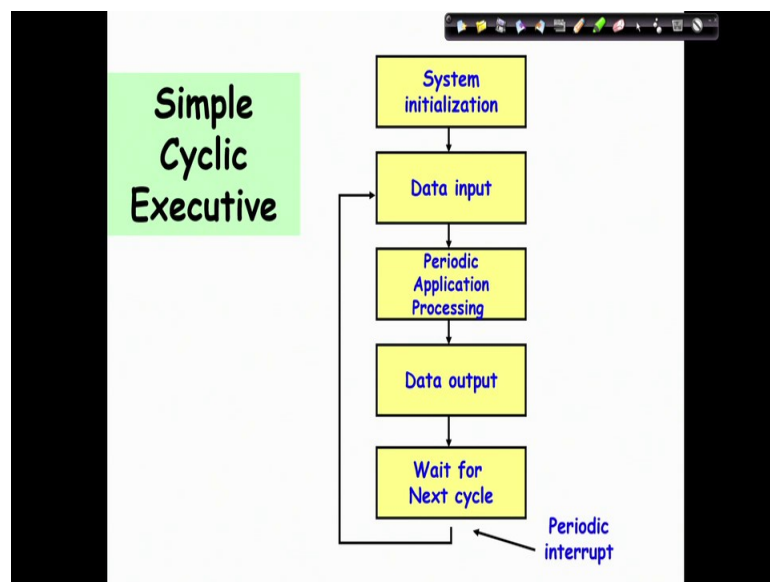 Simple
Cyclic
Executive
System
initialization
Data input
Periodic
Application
Processing
Data output
Wait for
Next cycle
Periodic
interrupt